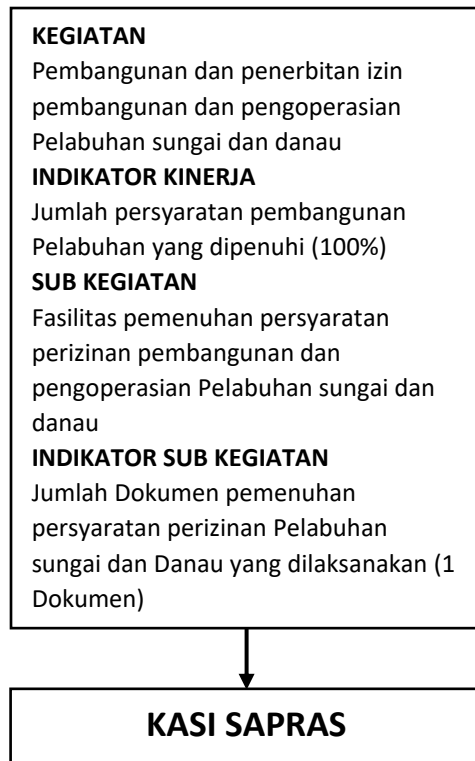 KEGIATAN
Pembangunan dan penerbitan izin
pembangunan dan pengoperasian
Pelabuhan sungai dan danau
INDIKATOR KINERJA
Jumlah persyaratan pembangunan
Pelabuhan yang dipenuhi (100%)
SUB KEGIATAN
Fasilitas pemenuhan persyaratan
perizinan pembangunan dan
pengoperasian Pelabuhan sungai dan
danau
INDIKATOR SUB KEGIATAN
Jumlah Dokumen pemenuhan
persyaratan perizinan Pelabuhan
sungai dan Danau yang dilaksanakan (1
Dokumen)
KASI SAPRAS